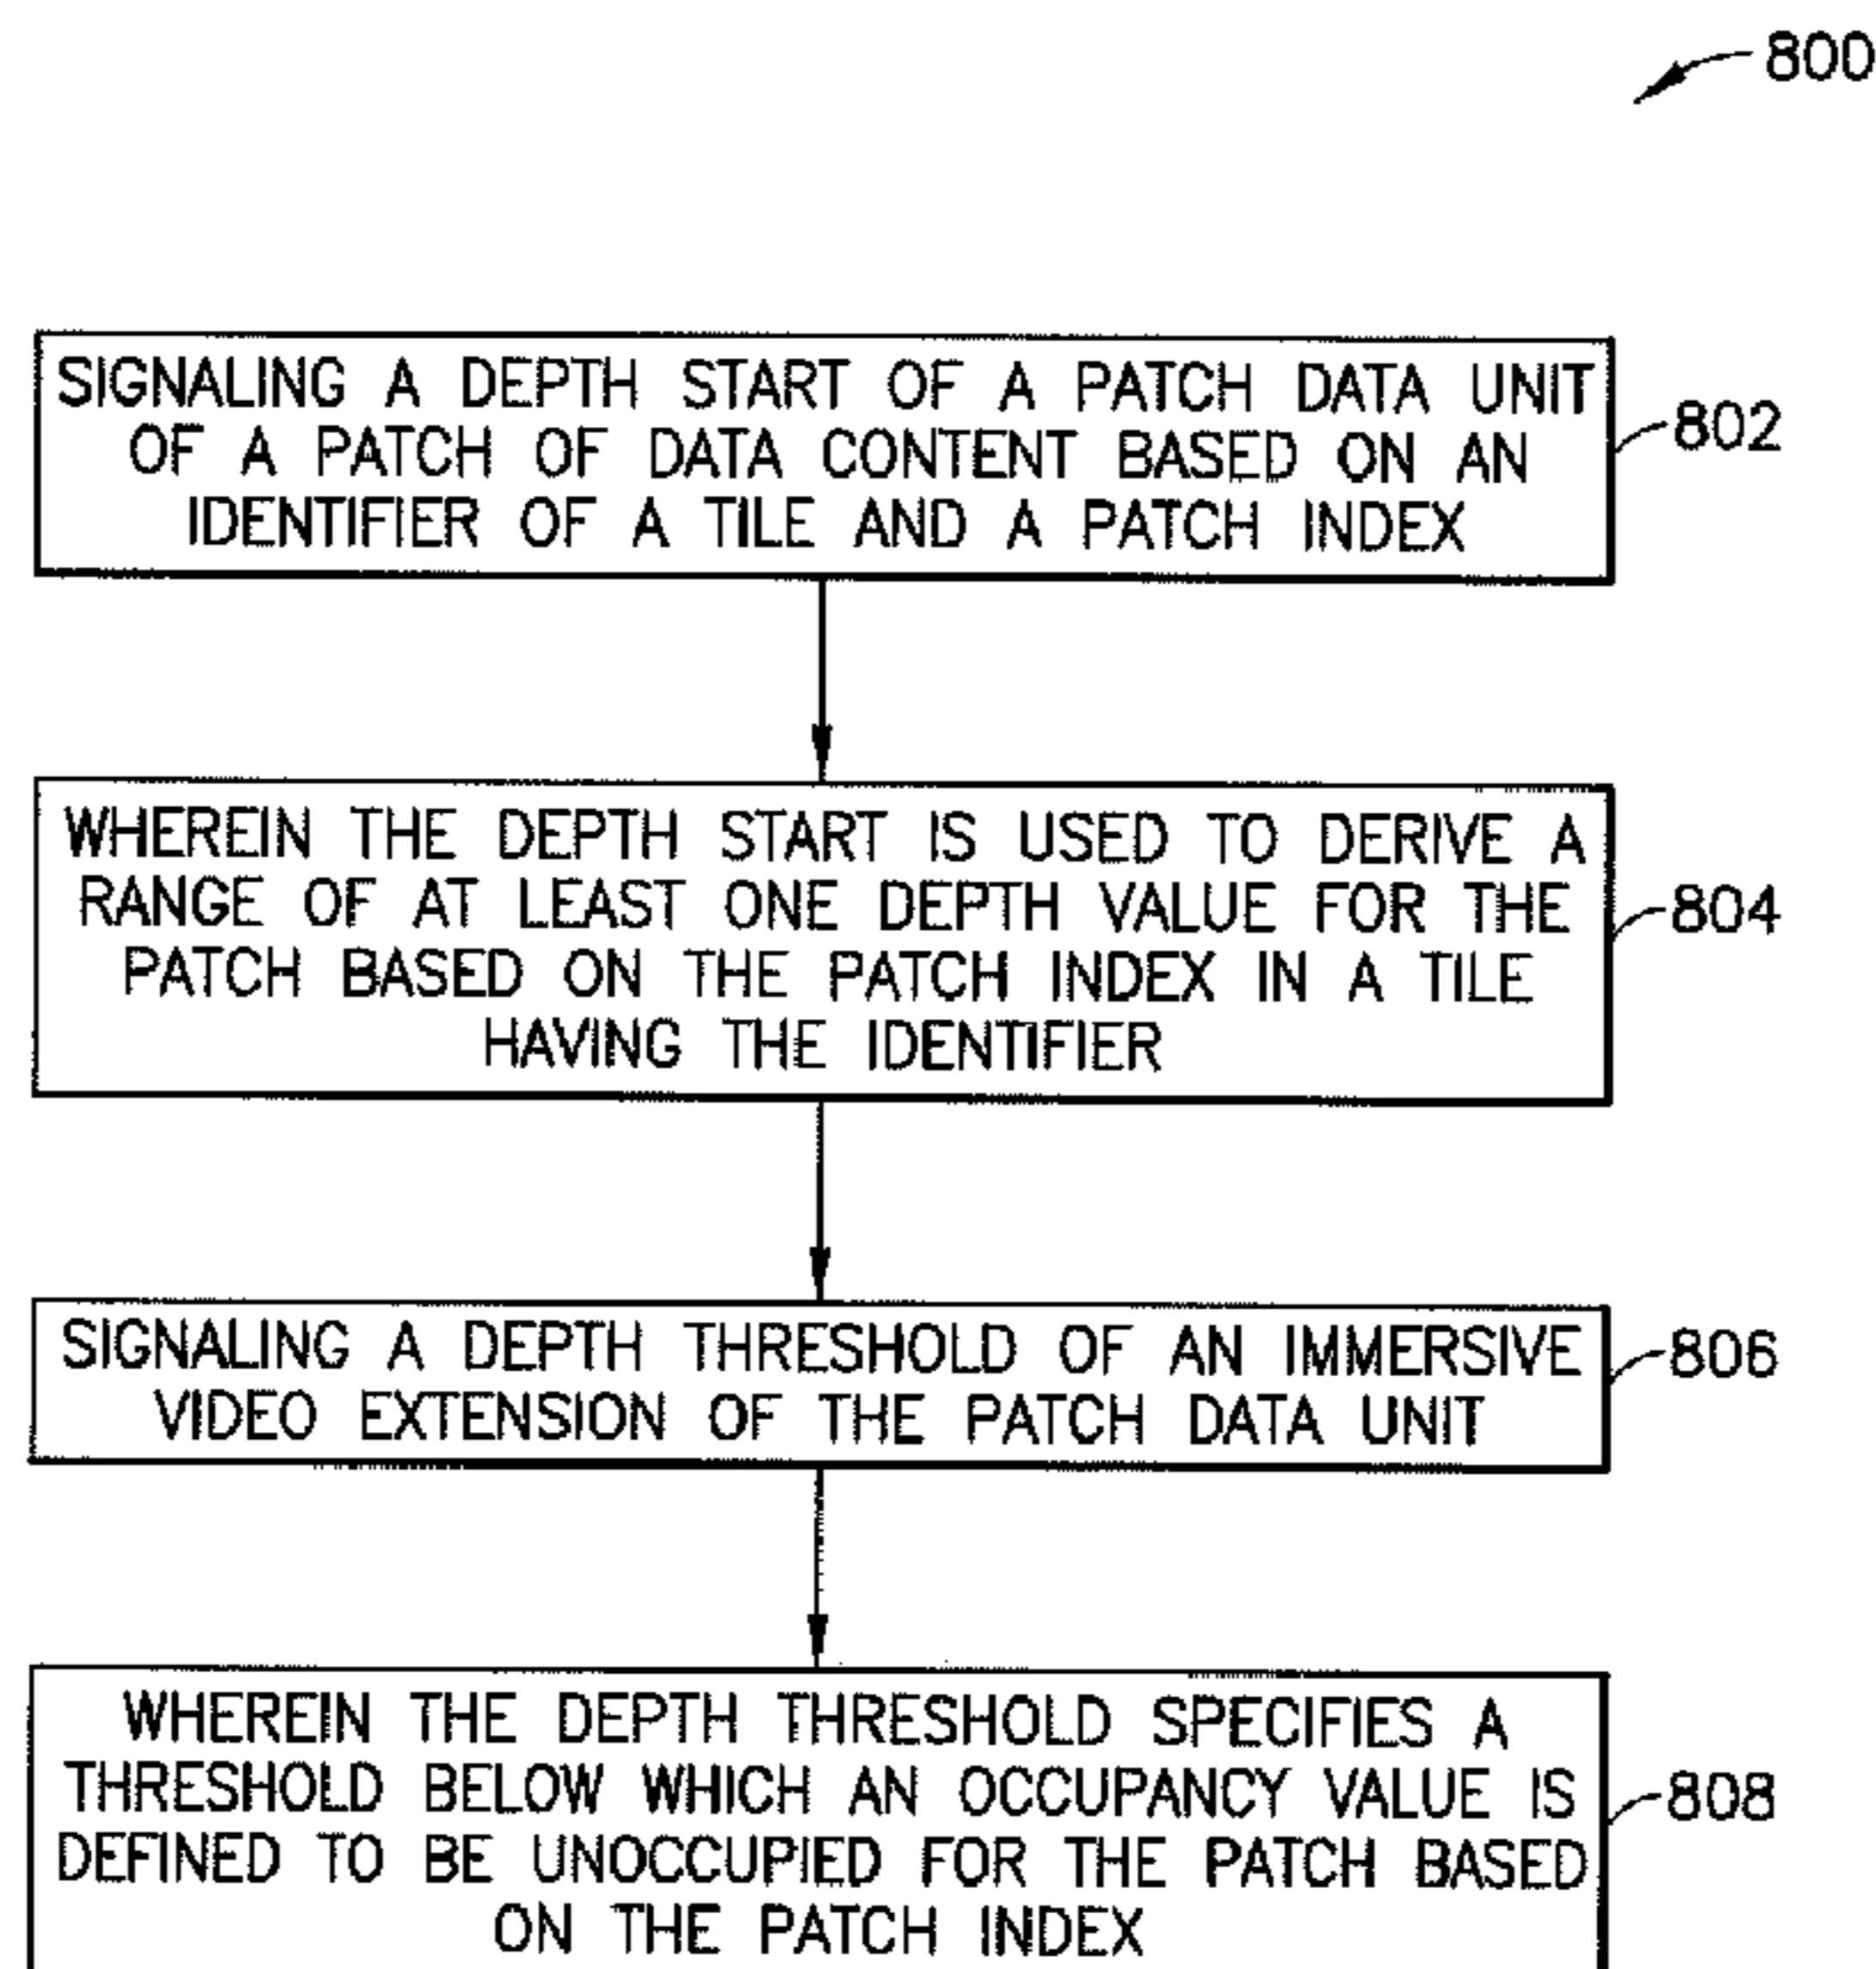 800
SIGNALING A DEPTH START OF A PATCH DATA UNIT
OF A PATCH OF DATA CONTENT BASED ON AN
IDENTIFIER OF A TILE AND A PATCH INDEX
802
WHEREIN THE DEPTH START IS USED TO DERIVE A
RANGE OF AT LEAST ONE DEPTH VALUE FOR THE
PATCH BASED ON THE PATCH INDEX IN A TILE
HAVING THE IDENTIFIER
804
SIGNALING A DEPTH THRESHOLD OF AN IMMERSIVE
VIDEO EXTENSION OF THE PATCH DATA UNIT
806
WHEREIN THE DEPTH THRESHOLD SPECIFIES A
THRESHOLD BELOW WHICH AN OCCUPANCY VALUE IS
DEFINED TO BE UNOCCUPIED FOR THE PATCH BASED
ON THE PATCH INDEX
808